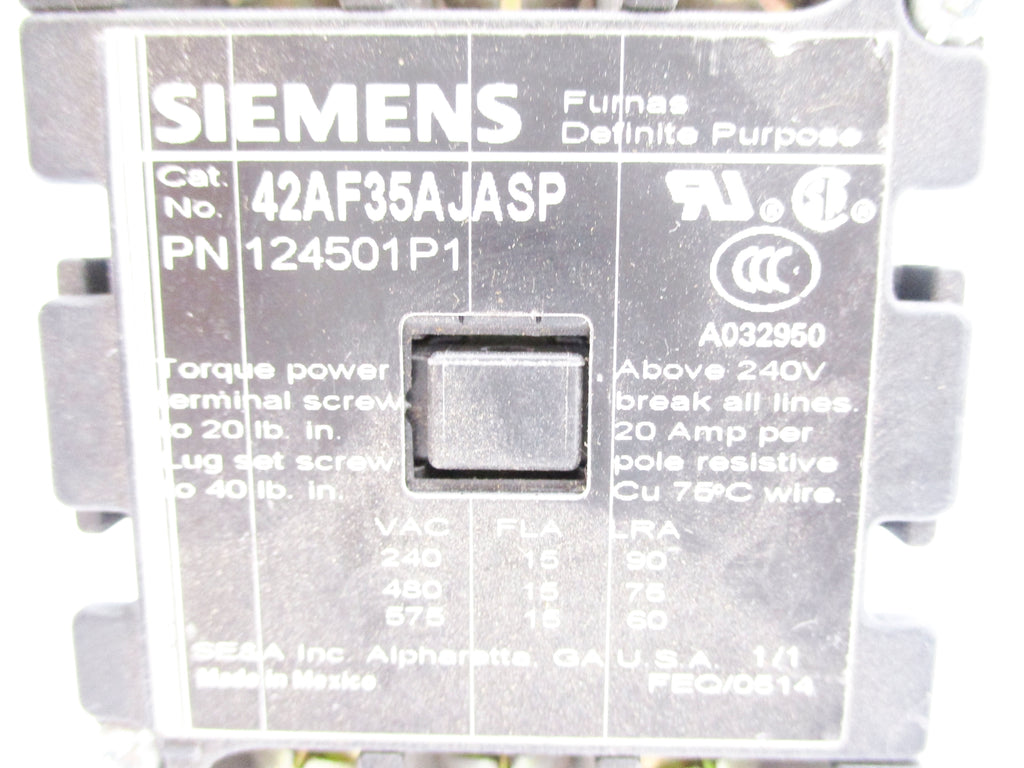 SIEMENS
Furnas
Definite Purpose
Cat.
No.
42AF35AJASP
PN 124501P1
A032950
Torque power
terminal screw
to 20 lb. in.
Lug set screw
to 40 lb. in.
Above 240V
break all lines.
20 Amp per
pole resistive
Cu 75°C wire.
VAC FLA LRA
240 15 90
480 15 75
575 15 60
SE&A Inc. Alpharetta, GA U.S.A. 1/1
Made in Mexico
FEQ/0514